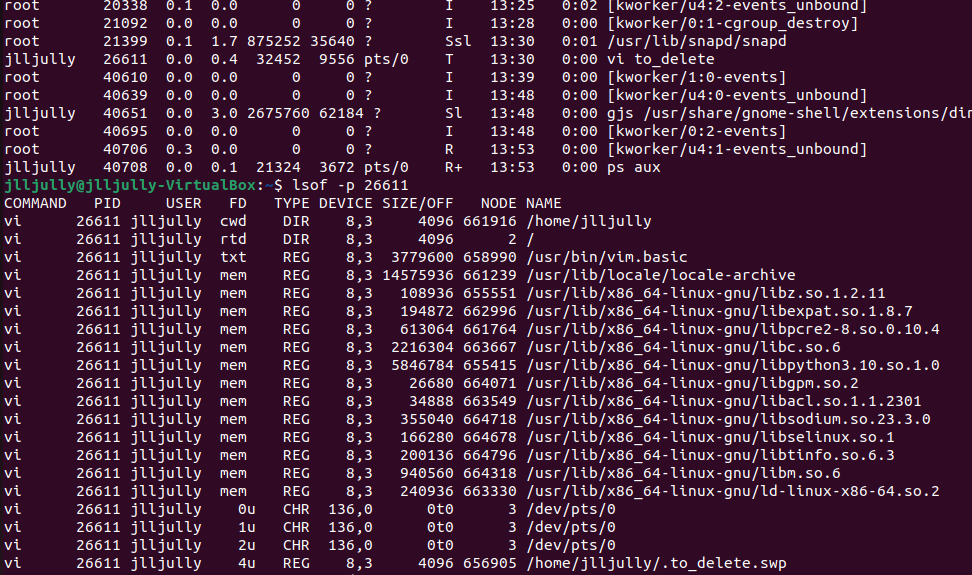 root       20338  0.1  0.0      0     0 ?        I    13:25   0:02 [kworker/u4:2-events_unbound]
root       21092  0.0  0.0      0     0 ?        I    13:28   0:00 [kworker/0:1-cgroup_destroy]
root       21399  0.1  1.7 875252 35640 ?        Ssl  13:30   0:01 /usr/lib/snapd/snapd
jlljully   26611  0.0  0.4  32452  9556 pts/0    T    13:30   0:00 vi to_delete
root       40610  0.0  0.0      0     0 ?        I    13:39   0:00 [kworker/1:0-events]
root       40639  0.0  0.0      0     0 ?        I    13:48   0:00 [kworker/u4:0-events_unbound]
jlljully   40651  0.0  3.0 2675760 62184 ?       Sl   13:48   0:00 gjs /usr/share/gnome-shell/extensions/din
root       40695  0.0  0.0      0     0 ?        I    13:48   0:00 [kworker/0:2-events]
root       40706  0.3  0.0      0     0 ?        R    13:53   0:00 [kworker/u4:1-events_unbound]
jlljully   40708  0.0  0.1  21324  3672 pts/0    R+   13:53   0:00 ps aux
jlljully@jlljully-VirtualBox:~$ lsof -p 26611
COMMAND   PID     USER   FD   TYPE DEVICE SIZE/OFF   NODE NAME
vi      26611 jlljully  cwd    DIR    8,3     4096 661916 /home/jlljully
vi      26611 jlljully  rtd    DIR    8,3     4096      2 /
vi      26611 jlljully  txt    REG    8,3  3779600 658990 /usr/bin/vim.basic
vi      26611 jlljully  mem    REG    8,3 14575936 661239 /usr/lib/locale/locale-archive
vi      26611 jlljully  mem    REG    8,3   108936 655551 /usr/lib/x86_64-linux-gnu/libz.so.1.2.11
vi      26611 jlljully  mem    REG    8,3   194872 662996 /usr/lib/x86_64-linux-gnu/libexpat.so.1.8.7
vi      26611 jlljully  mem    REG    8,3   613064 661764 /usr/lib/x86_64-linux-gnu/libpcre2-8.so.0.10.4
vi      26611 jlljully  mem    REG    8,3  2216304 663667 /usr/lib/x86_64-linux-gnu/libc.so.6
vi      26611 jlljully  mem    REG    8,3  5846784 655415 /usr/lib/x86_64-linux-gnu/libpython3.10.so.1.0
vi      26611 jlljully  mem    REG    8,3    26680 664071 /usr/lib/x86_64-linux-gnu/libgpm.so.2
vi      26611 jlljully  mem    REG    8,3    34888 663549 /usr/lib/x86_64-linux-gnu/libacl.so.1.1.2301
vi      26611 jlljully  mem    REG    8,3   355040 664718 /usr/lib/x86_64-linux-gnu/libsodium.so.23.3.0
vi      26611 jlljully  mem    REG    8,3   166280 664678 /usr/lib/x86_64-linux-gnu/libselinux.so.1
vi      26611 jlljully  mem    REG    8,3   200136 664796 /usr/lib/x86_64-linux-gnu/libtinfo.so.6.3
vi      26611 jlljully  mem    REG    8,3   940560 664318 /usr/lib/x86_64-linux-gnu/libm.so.6
vi      26611 jlljully  mem    REG    8,3   240936 663330 /usr/lib/x86_64-linux-gnu/ld-linux-x86-64.so.2
vi      26611 jlljully    0u   CHR  136,0      0t0      3 /dev/pts/0
vi      26611 jlljully    1u   CHR  136,0      0t0      3 /dev/pts/0
vi      26611 jlljully    2u   CHR  136,0      0t0      3 /dev/pts/0
vi      26611 jlljully    4u   REG    8,3     4096 656905 /home/jlljully/.to_delete.swp